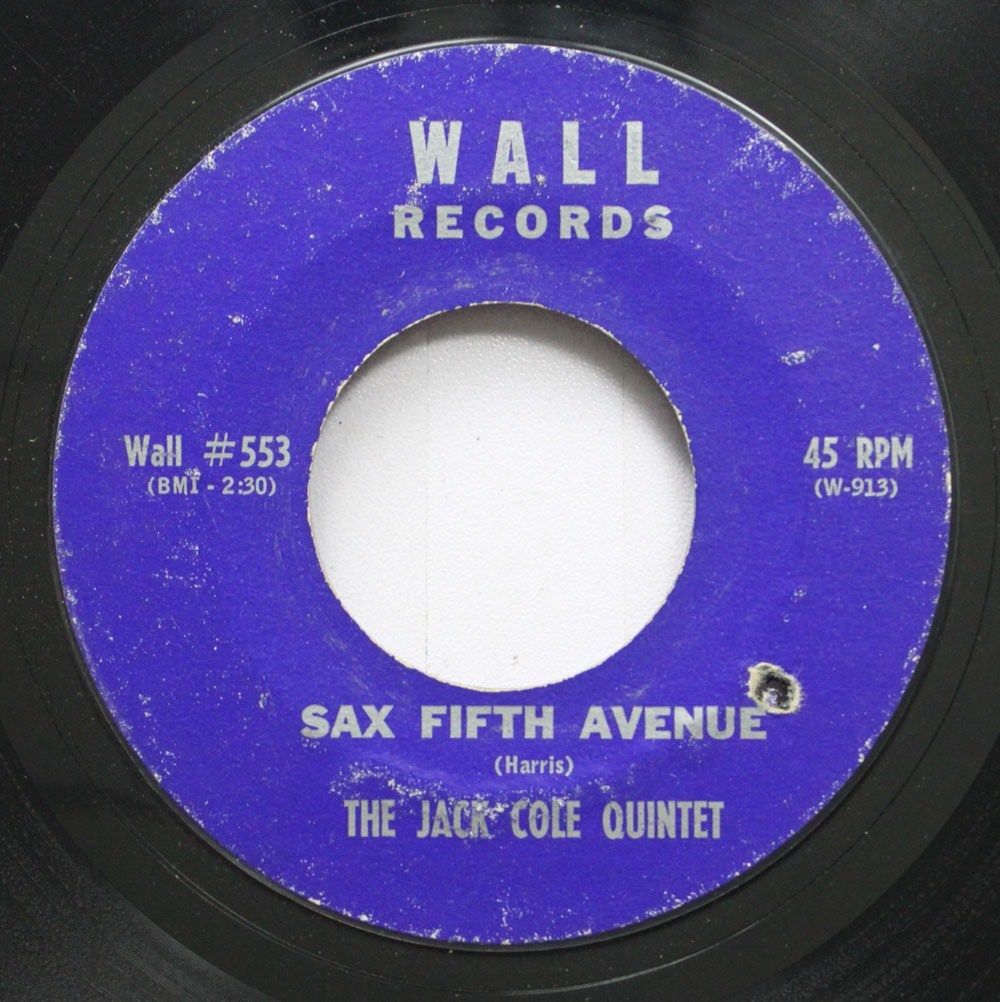 WALL
RECORDS
Wall #553
(BMI - 2:30)
45 RPM
(W-913)
SAX FIFTH AVENUE
(Harris)
THE JACK COLE QUINTET